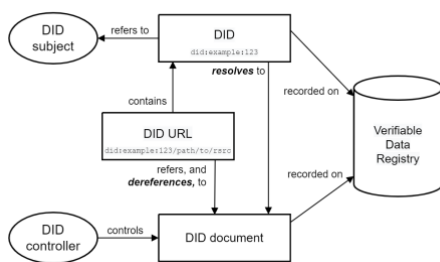 DID
subject
refers to
DID
did:example:123
resolves to
recorded on
contains
DID URL
did:example:123/path/to/rsrc
Verifiable
Data
Registry
refers, and
dereferences, to
recorded on
DID
controller
controls
DID document